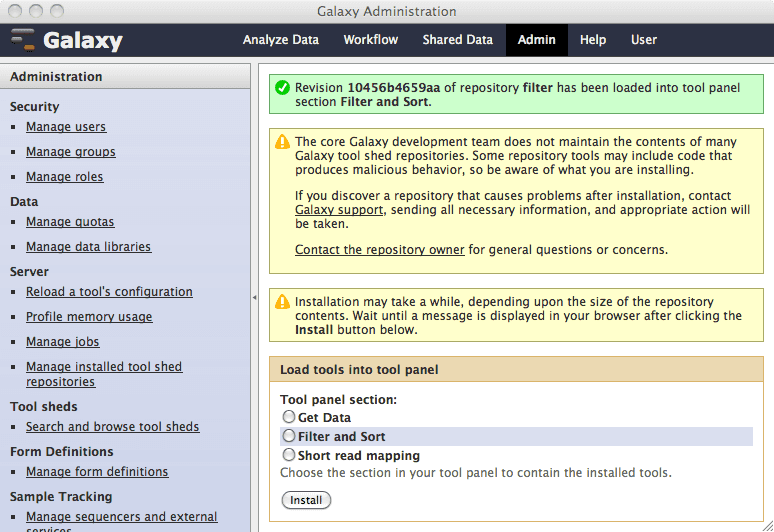 Galaxy Administration
Galaxy
Analyze Data Workflow Shared Data Admin Help User
Administration
Security
Manage users
Manage groups
Manage roles
Data
Manage quotas
Manage data libraries
Server
Reload a tool's configuration
Profile memory usage
Manage jobs
Manage installed tool shed
repositories
Tool sheds
Search and browse tool sheds
Form Definitions
Manage form definitions
Sample Tracking
Manage sequencers and external
services
Revision 10456b4659aa of repository filter has been loaded into tool panel
section Filter and Sort.
The core Galaxy development team does not maintain the contents of many
Galaxy tool shed repositories. Some repository tools may include code that
produces malicious behavior, so be aware of what you are installing.
If you discover a repository that causes problems after installation, contact
Galaxy support, sending all necessary information, and appropriate action will
be taken.
Contact the repository owner for general questions or concerns.
Installation may take a while, depending upon the size of the repository
contents. Wait until a message is displayed in your browser after clicking the
Install button below.
Load tools into tool panel
Tool panel section:
Get Data
Filter and Sort
Short read mapping
Choose the section in your tool panel to contain the installed tools.
Install